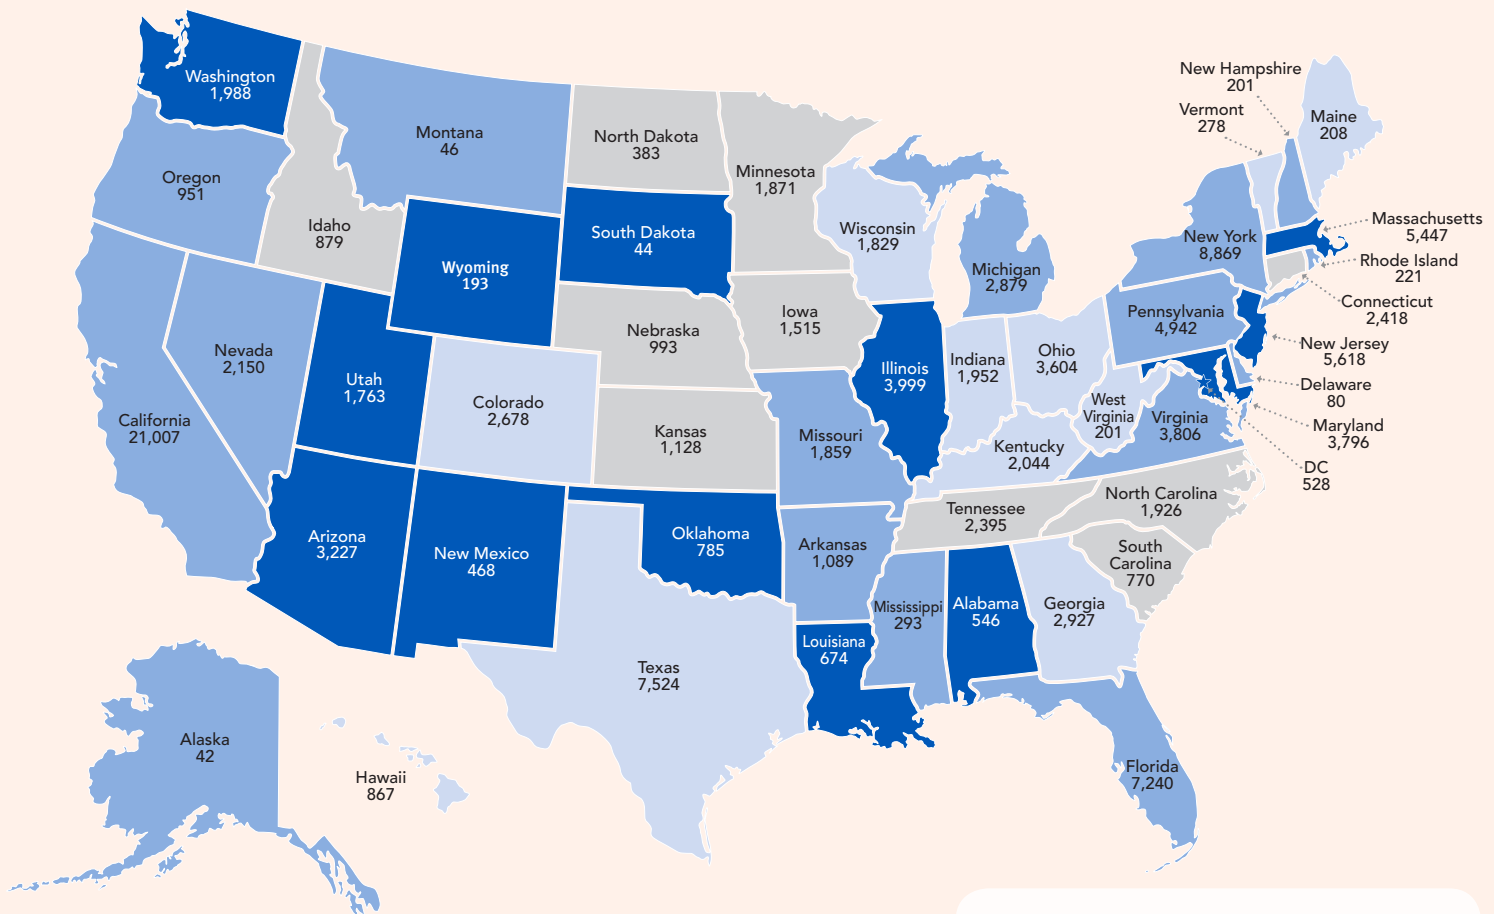 Washington
1,988
Oregon
951
California
21,007
Nevada
2,150
Idaho
879
Montana
46
Wyoming
193
Utah
1,763
Arizona
3,227
Colorado
2,678
New Mexico
468
North Dakota
383
South Dakota
44
Nebraska
993
Kansas
1,128
Oklahoma
785
Texas
7,524
Minnesota
1,871
Iowa
1,515
Missouri
1,859
Arkansas
1,089
Louisiana
674
Wisconsin
1,829
Illinois
3,999
Michigan
2,879
Indiana
1,952
Ohio
3,604
Kentucky
2,044
Tennessee
2,395
Mississippi
293
Alabama
546
Georgia
2,927
Florida
7,240
South
Carolina
770
North Carolina
1,926
Virginia
3,806
West
Virginia
201
Pennsylvania
4,942
New York
8,869
Vermont
278
New Hampshire
201
Maine
208
Massachusetts
5,447
Rhode Island
221
Connecticut
2,418
New Jersey
5,618
Delaware
80
Maryland
3,796
DC
528
Alaska
42
Hawaii
867